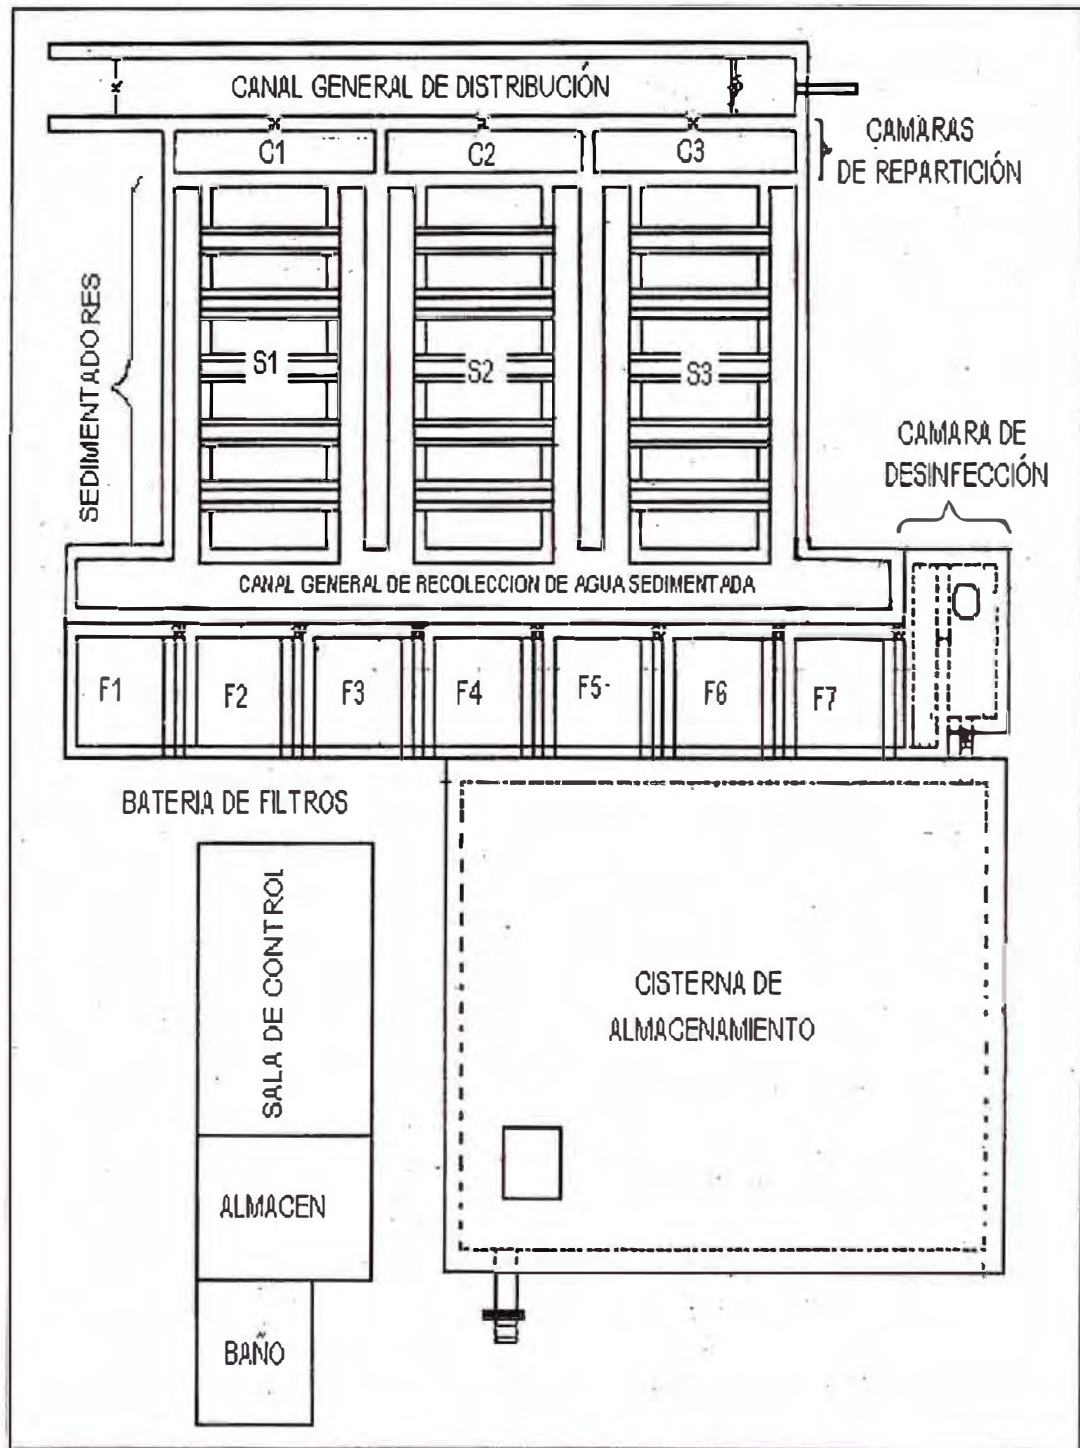 CANAL GENERAL DE DISTRIBUCIÓN
CAMARAS
DE REPARTICIÓN
C1
C2
C3
SEDIMENTADORES
S1
S2
S3
CAMARA DE
DESINFECCIÓN
CANAL GENERAL DE RECOLECCION DE AGUA SEDIMENTADA
F1
F2
F3
F4
F5
F6
F7
BATERIA DE FILTROS
SALA DE CONTROL
CISTERNA DE
ALMACENAMIENTO
ALMACEN
BAÑO